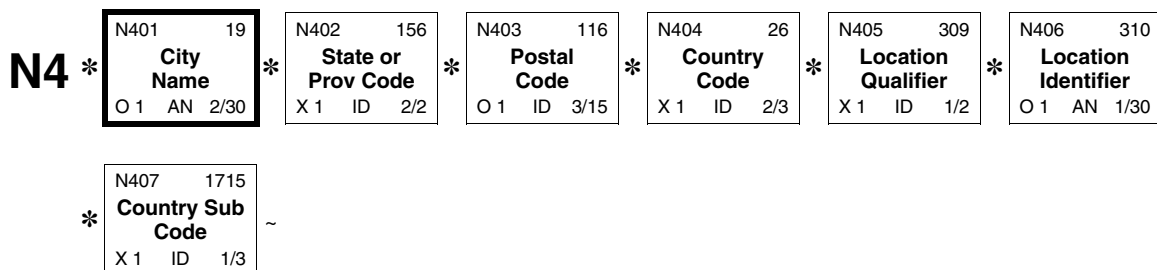 N401 19 N402 156 N403 116 N404 26 N405 309 N406 310
N4 * City Name * State or Prov Code * Postal Code * Country Code * Location Qualifier * Location Identifier
O 1 AN 2/30 X 1 ID 2/2 O 1 ID 3/15 X 1 ID 2/3 X 1 ID 1/2 O 1 AN 1/30
N407 1715
* Country Sub Code ~
X 1 ID 1/3